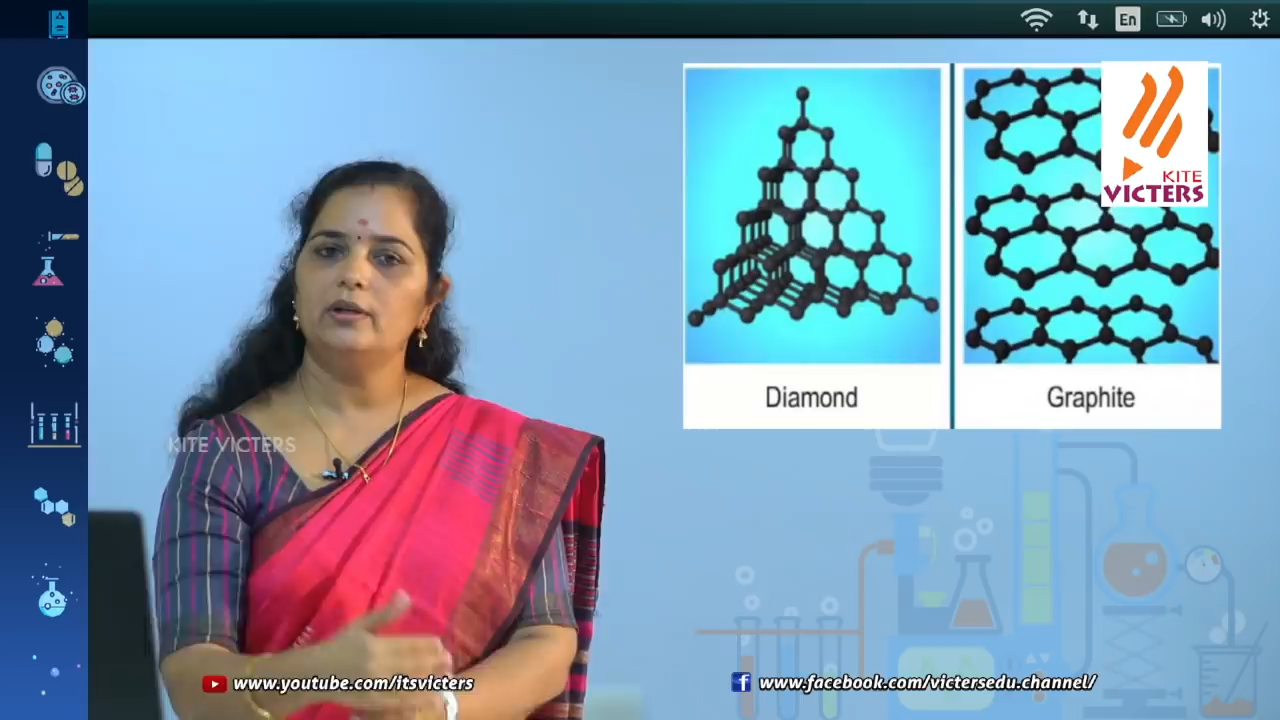 En
KITE
VICTERS
Diamond
Graphite
KITE VICTERS
www.youtube.com/itsvicters
www.facebook.com/victersedu.channel/